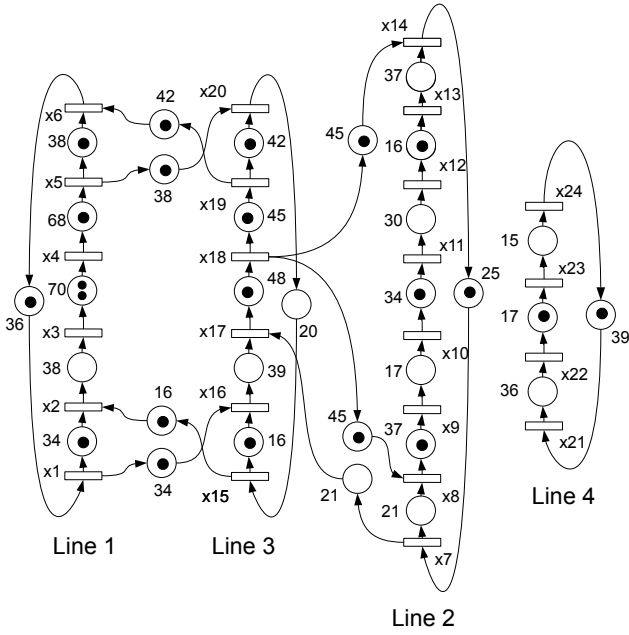 x14
37
x13
45
16
x12
30
x11
34
25
x10
17
37
x9
45
x8
21
21
x7
Line 2
x6
42
x20
38
42
x5
38
68
x19
45
x4
x18
70
48
36
20
x3
x17
38
39
x2
16
x16
34
16
x1
34
x15
Line 1
Line 3
x24
15
x23
17
39
x22
36
x21
Line 4